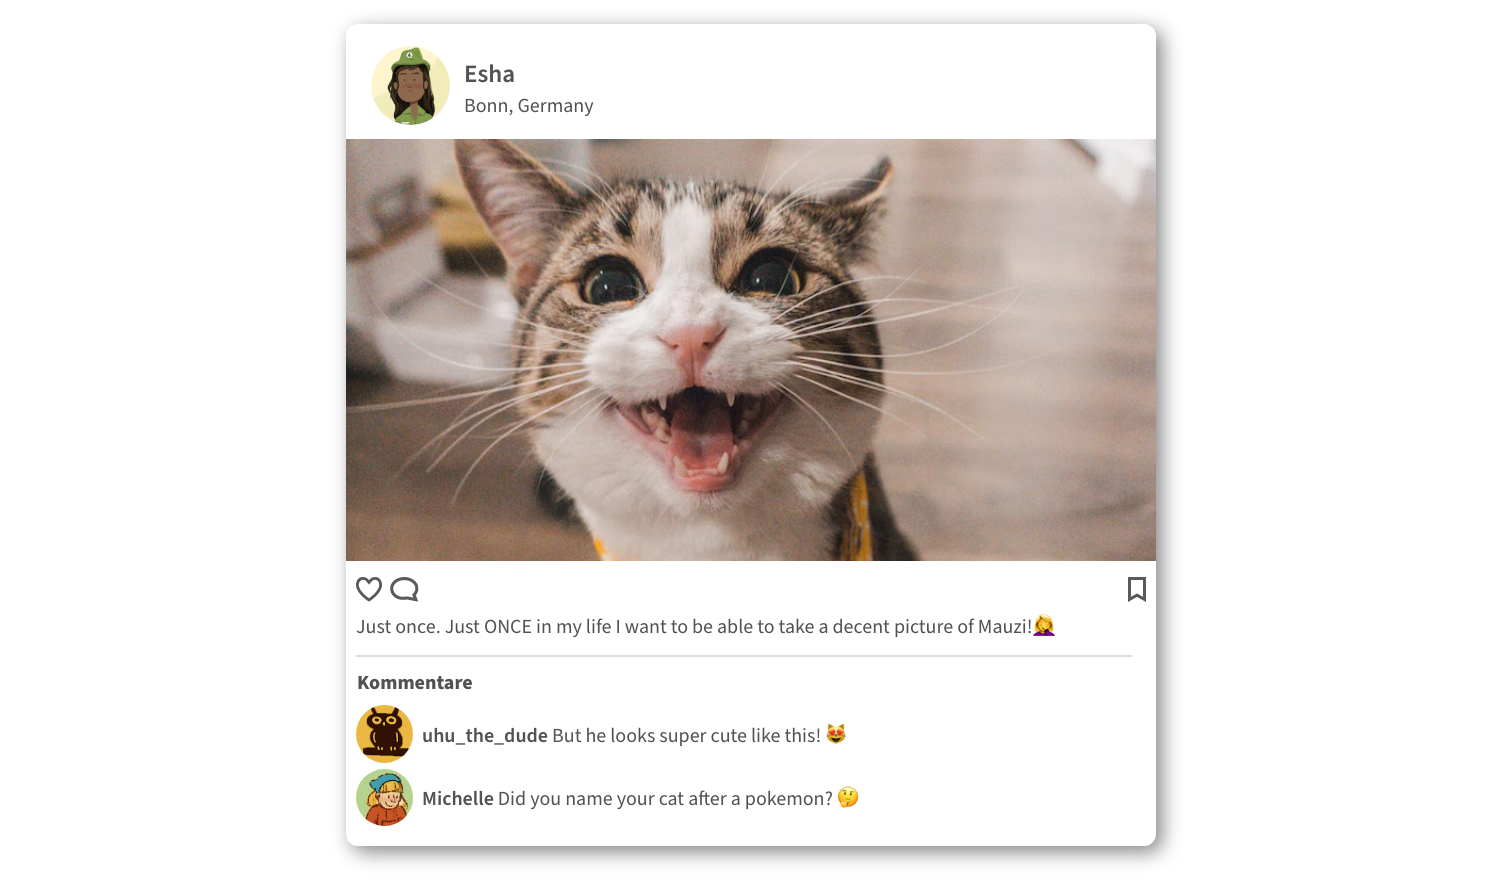 Esha
Bonn, Germany
Just once. Just ONCE in my life I want to be able to take a decent picture of Mauzi!🤦‍♀️
Kommentare
uhu_the_dude But he looks super cute like this! 😻
Michelle Did you name your cat after a pokemon? 🤔